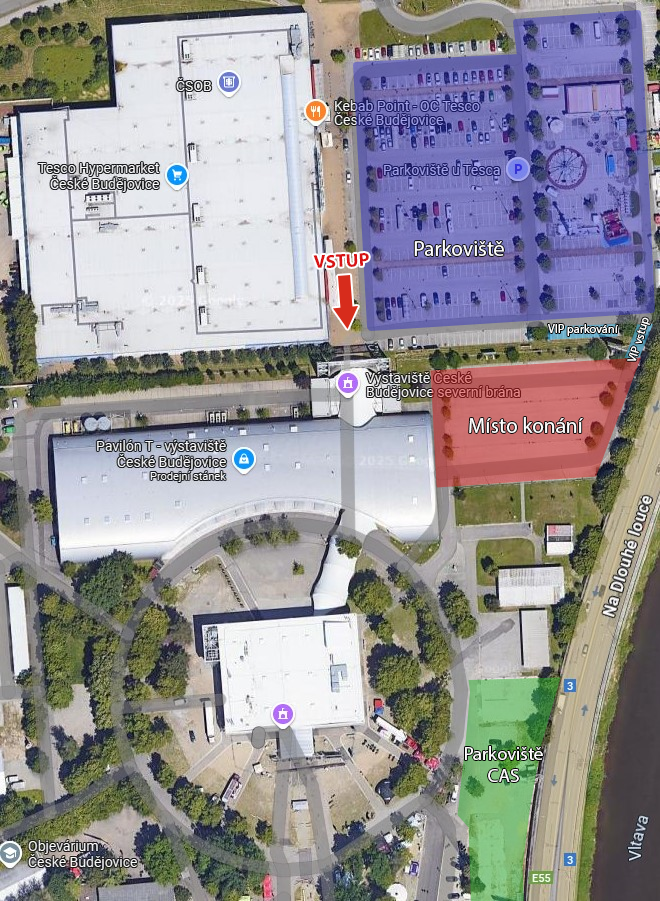 ČSOB
Kebab Point - OC Tesco
České Budějovice
Tesco Hypermarket
České Budějovice
Parkoviště u Tesca
P
Parkoviště
VSTUP
VIP parkování
VIP vstup
Výstaviště České
Budějovice severní brána
Místo konání
Pavilón T - výstaviště
České Budějovice
Prodejní stánek
Na Dlouhé louce
3
Parkoviště
CAS
Vltava
Objevárium
České Budějovice
3
E55